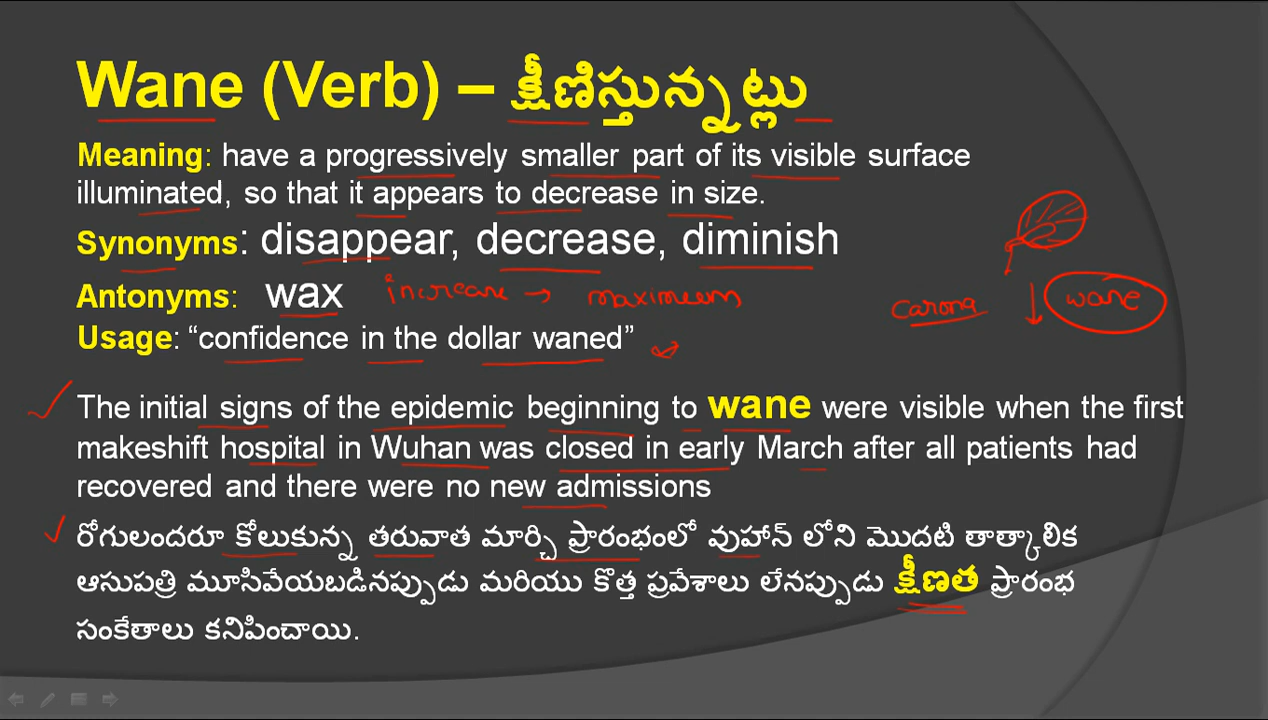 Wane (Verb) – క్షీణిస్తున్నట్లు
Meaning: have a progressively smaller part of its visible surface
illuminated, so that it appears to decrease in size.
Synonyms: disappear, decrease, diminish
Antonyms: wax increase → maximum
carona ↓ wane
Usage: “confidence in the dollar waned”
The initial signs of the epidemic beginning to wane were visible when the first
makeshift hospital in Wuhan was closed in early March after all patients had
recovered and there were no new admissions
రోగులందరూ కోలుకున్న తరువాత మార్చి ప్రారంభంలో వుహాన్ లోని మొదటి తాత్కాలిక
ఆసుపత్రి మూసివేయబడినప్పుడు మరియు కొత్త ప్రవేశాలు లేనప్పుడు క్షీణత ప్రారంభ
సంకేతాలు కనిపించాయి.